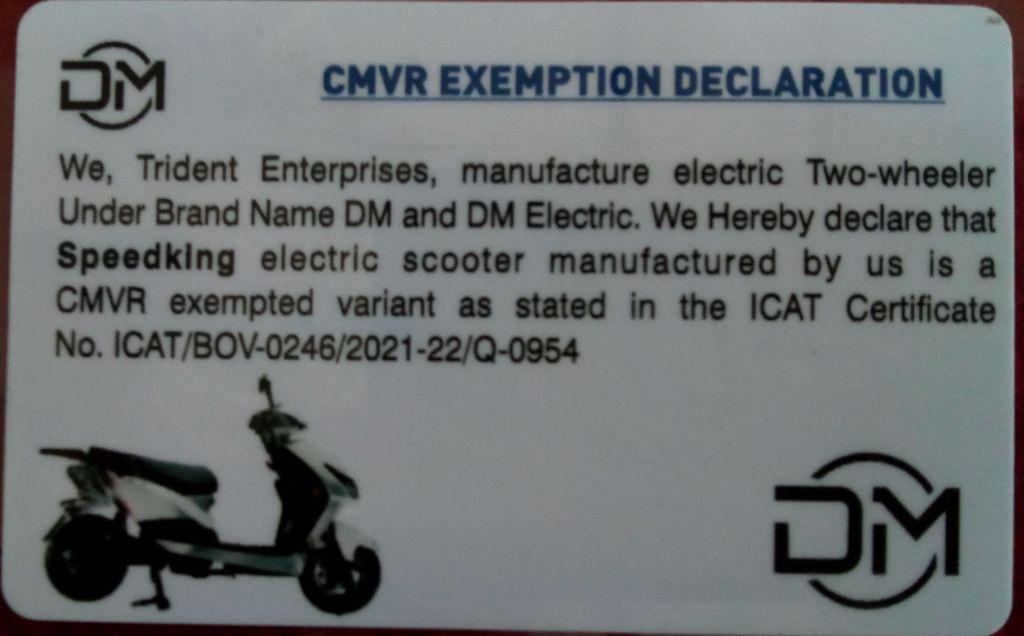 DM
CMVR EXEMPTION DECLARATION
We, Trident Enterprises, manufacture electric Two-wheeler
Under Brand Name DM and DM Electric. We Hereby declare that
Speedking electric scooter manufactured by us is a
CMVR exempted variant as stated in the ICAT Certificate
No. ICAT/BOV-0246/2021-22/Q-0954
DM